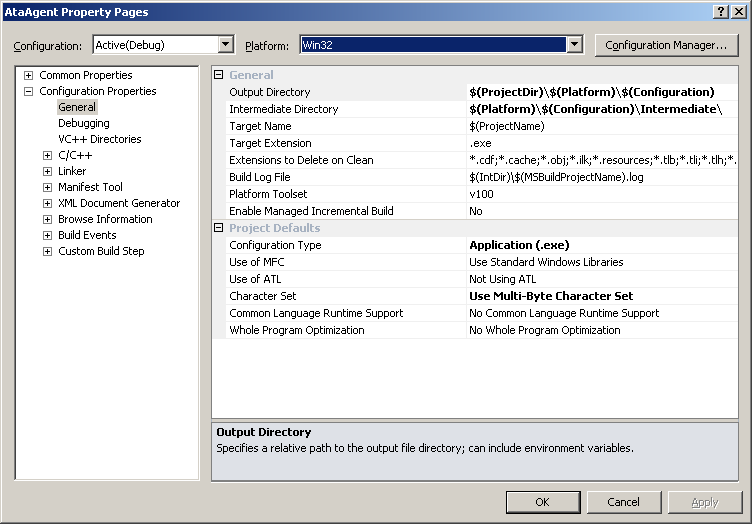 AtaAgent Property Pages
Configuration: Active(Debug) Platform: Win32 Configuration Manager...
Common Properties
Configuration Properties
General
Debugging
VC++ Directories
C/C++
Linker
Manifest Tool
XML Document Generator
Browse Information
Build Events
Custom Build Step
General
Output Directory $(ProjectDir)\$(Platform)\$(Configuration)
Intermediate Directory $(Platform)\$(Configuration)\Intermediate\
Target Name $(ProjectName)
Target Extension .exe
Extensions to Delete on Clean *.cdf;*.cache;*.obj;*.ilk;*.resources;*.tlb;*.tli;*.tlh;*.
Build Log File $(IntDir)\$(MSBuildProjectName).log
Platform Toolset v100
Enable Managed Incremental Build No
Project Defaults
Configuration Type Application (.exe)
Use of MFC Use Standard Windows Libraries
Use of ATL Not Using ATL
Character Set Use Multi-Byte Character Set
Common Language Runtime Support No Common Language Runtime Support
Whole Program Optimization No Whole Program Optimization
Output Directory
Specifies a relative path to the output file directory; can include environment variables.
OK Cancel Apply